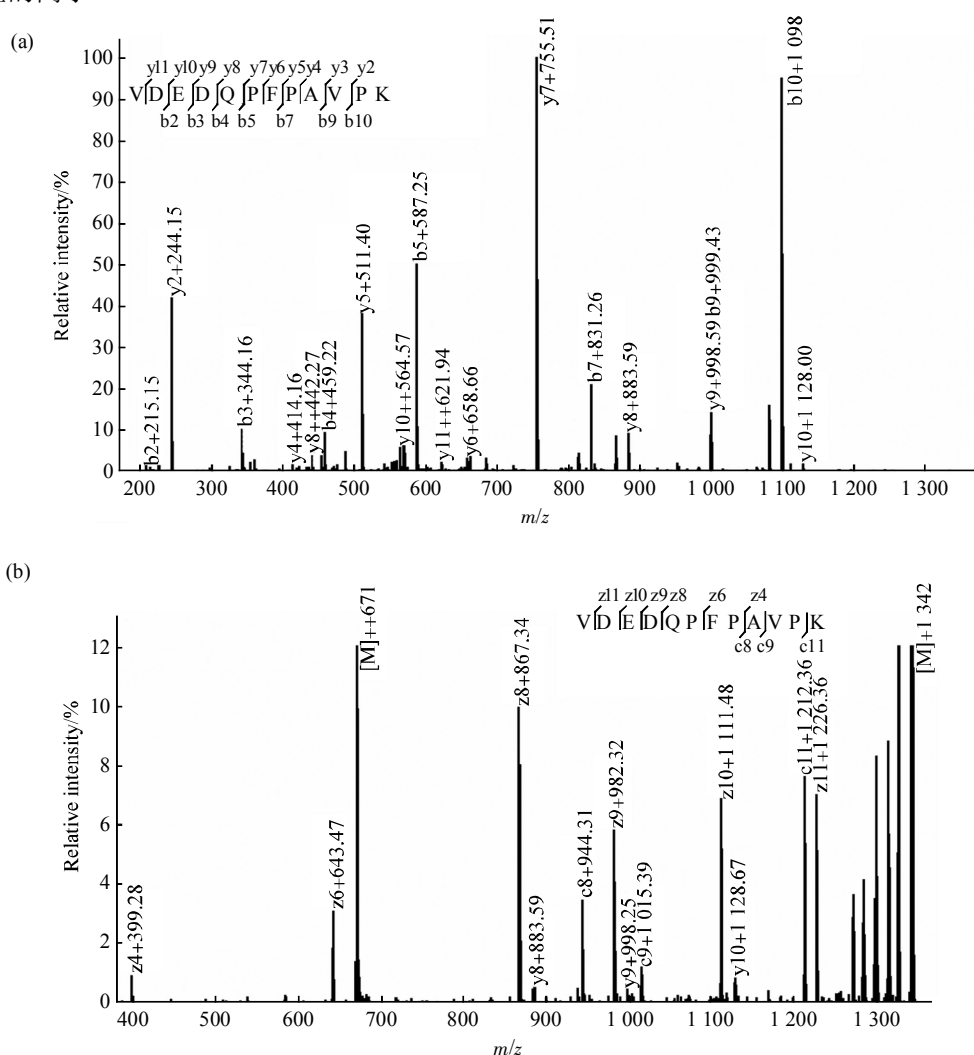 (a)
y11 y10 y9 y8 y7 y6 y5 y4 y3 y2
V D E D Q P F P A V P K
b2 b3 b4 b5 b7 b9 b10
Relative intensity/%
100
90
80
70
60
50
40
30
20
10
0
b2+215.15
y2+244.15
b3+344.16
y4+414.16
y8++442.27
b4+459.22
y5+511.40
y10++564.57
b5+587.25
y11++621.94
y6+658.66
y7+755.51
b7+831.26
y8+883.59
y9+998.59 b9+999.43
b10+1 098
y10+1 128.00
200 300 400 500 600 700 800 900 1 000 1 100 1 200 1 300
m/z
(b)
z11 z10 z9 z8 z6 z4
V D E D Q P F P A V P K
c8 c9 c11
Relative intensity/%
12
10
8
6
4
2
0
z4+399.28
z6+643.47
[M]++671
z8+867.34
y8+883.59
c8+944.31
z9+982.32
y9+998.25
c9+1 015.39
z10+1 111.48
y10+1 128.67
c11+1 212.36
z11+1 226.36
[M]+1 342
400 500 600 700 800 900 1 000 1 100 1 200 1 300
m/z